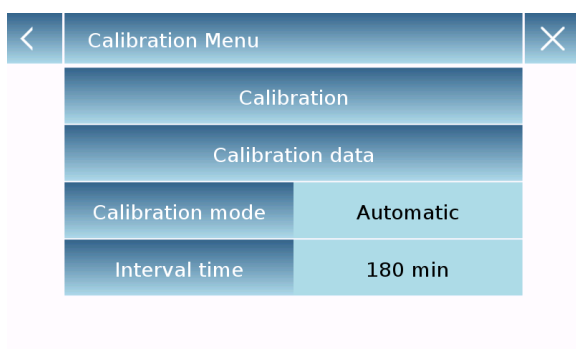 Calibration Menu
Calibration
Calibration data
Calibration mode Automatic
Interval time 180 min